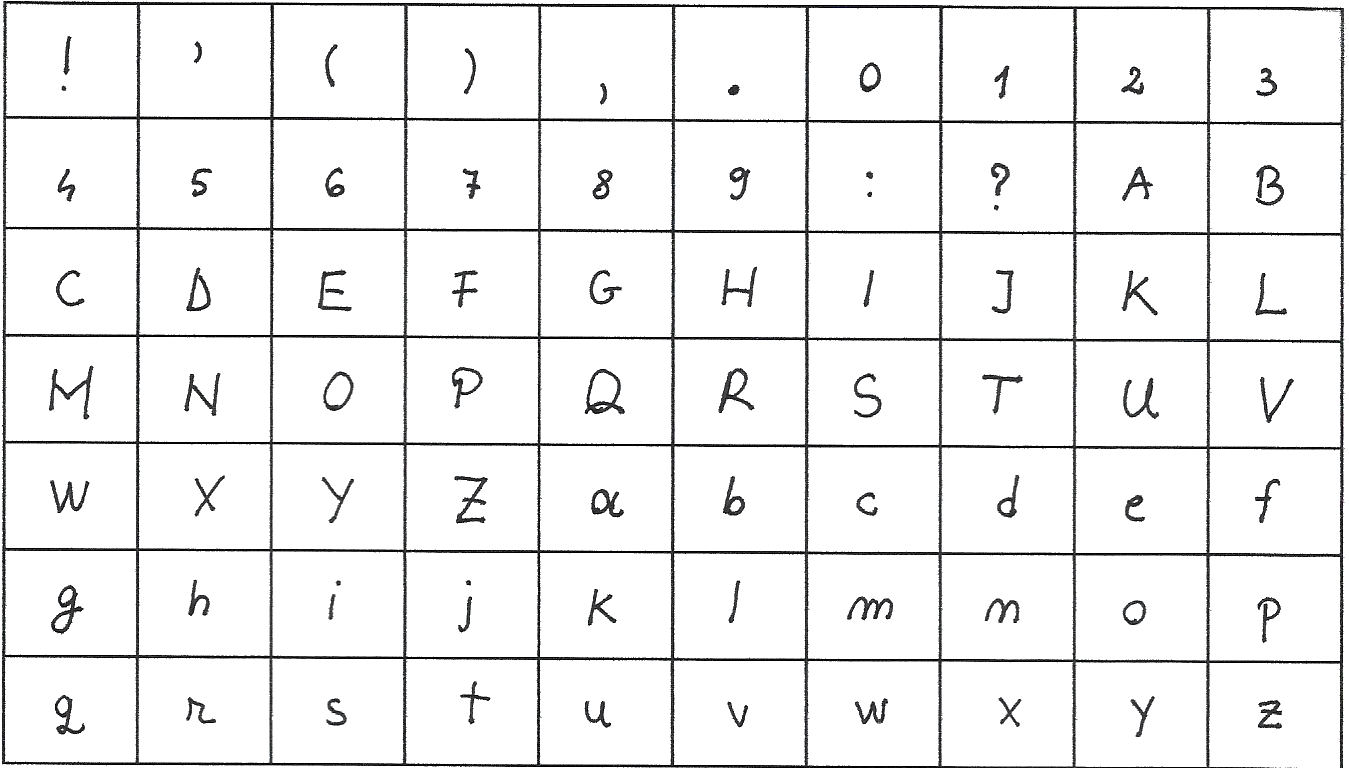 ! ' ( ) , . 0 1 2 3
4 5 6 7 8 9 : ? A B
C D E F G H I J K L
M N O P Q R S T U V
W X Y Z a b c d e f
g h i j k l m n o p
q r s t u v w x y z